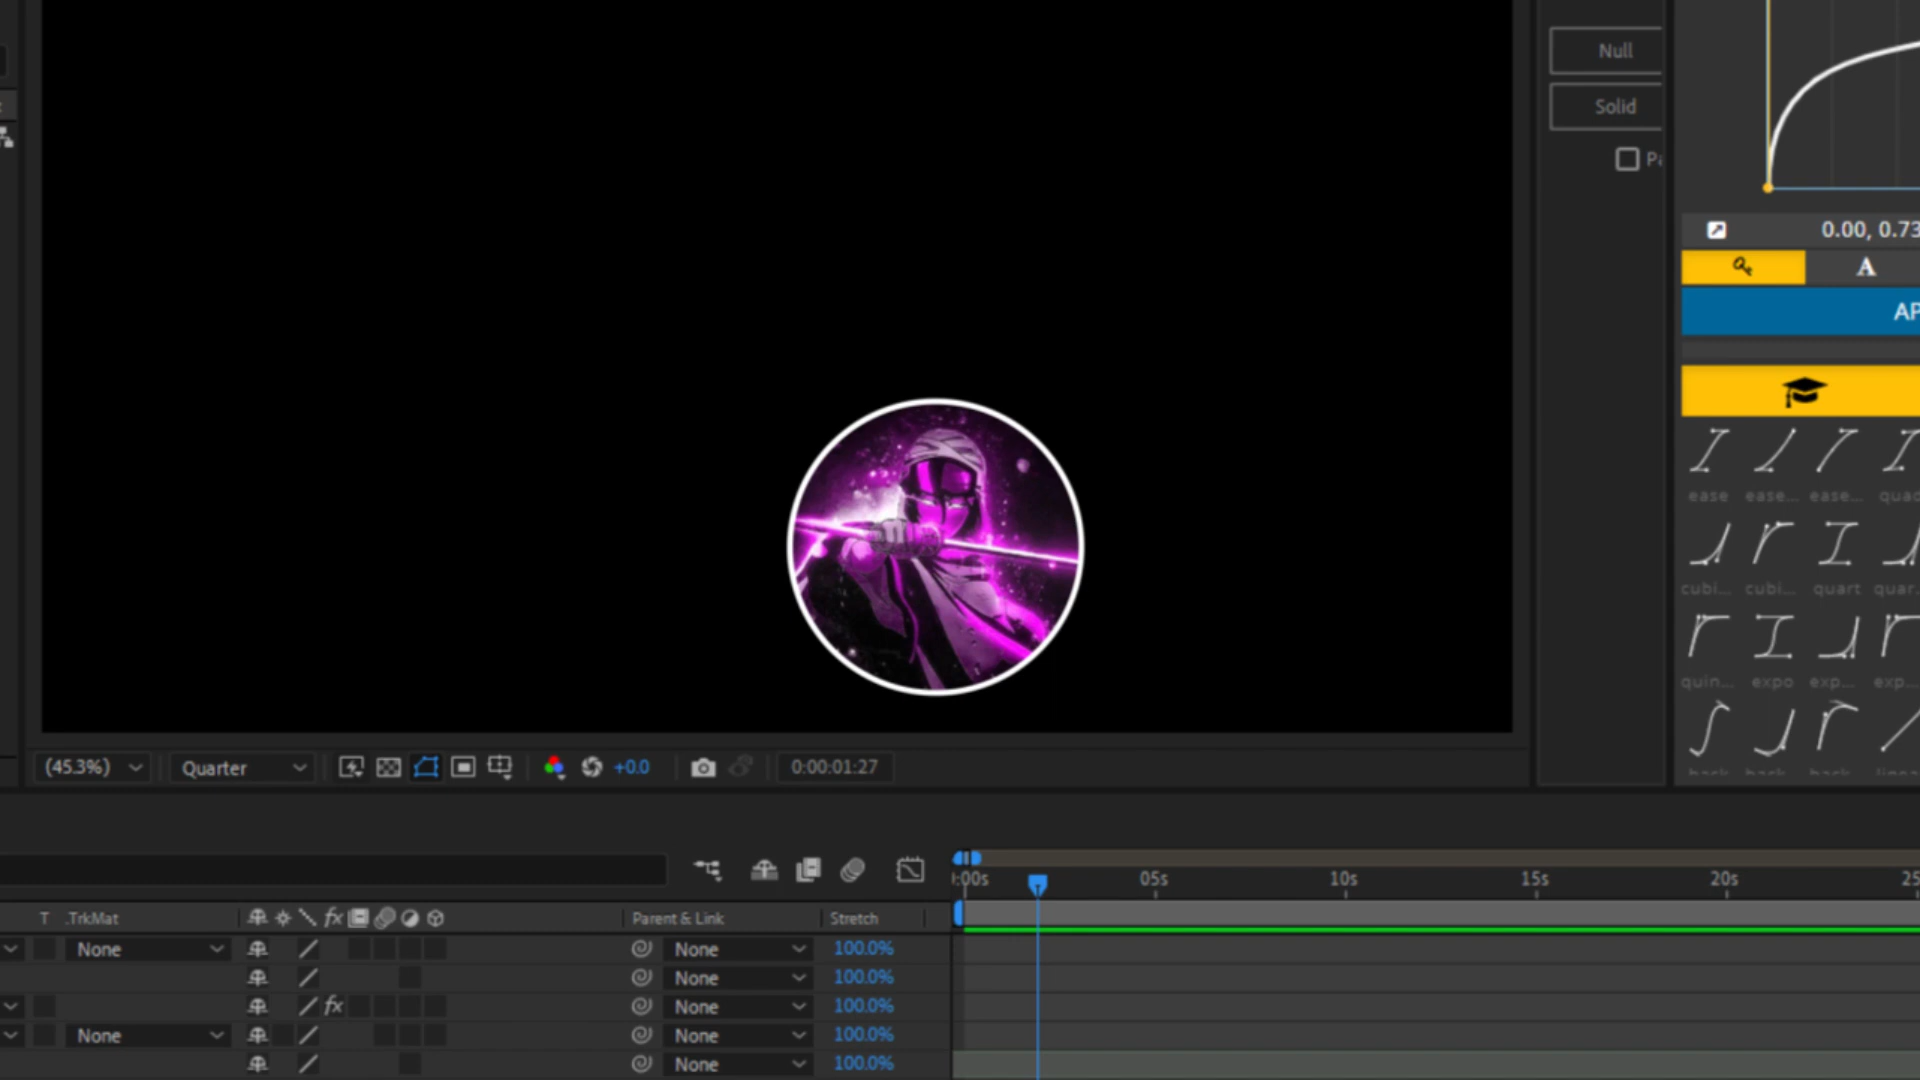 Null
Solid
0.00, 0.73
A
AP
ease ease... ease... quad
cubi... cubi... quart quar...
quin... expo exp... exp...
(45.3%) Quarter +0.0 0:00:01:27
:00s 05s 10s 15s 20s 25
T .TrkMat fx Parent & Link Stretch
None None 100.0%
None 100.0%
fx None 100.0%
None None 100.0%
None 100.0%